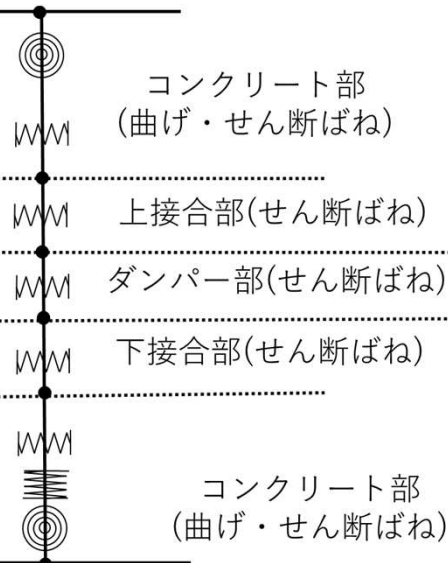 コンクリート部
(曲げ・せん断ばね)
上接合部(せん断ばね)
ダンパー部(せん断ばね)
下接合部(せん断ばね)
コンクリート部
(曲げ・せん断ばね)